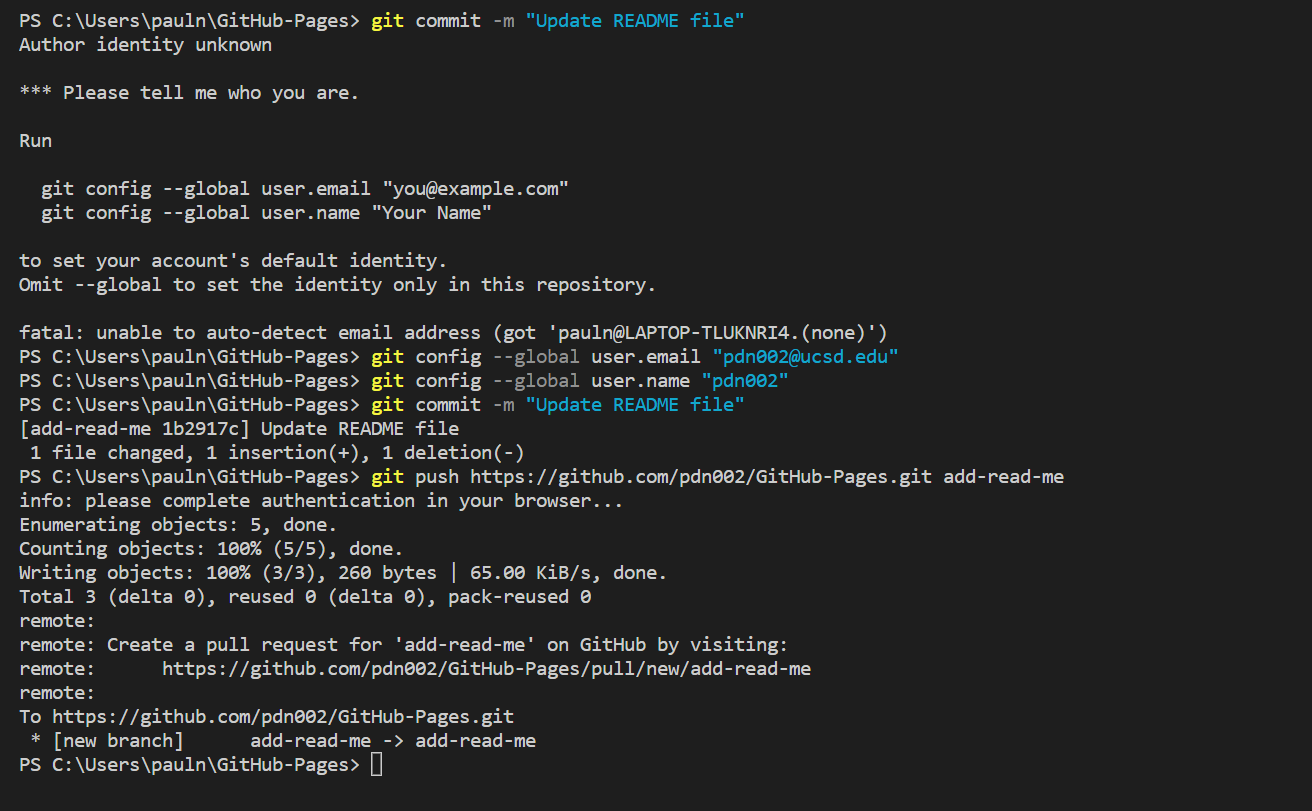 PS C:\Users\pauln\GitHub-Pages> git commit -m "Update README file"
Author identity unknown
*** Please tell me who you are.
Run
git config --global user.email "you@example.com"
git config --global user.name "Your Name"
to set your account's default identity.
Omit --global to set the identity only in this repository.
fatal: unable to auto-detect email address (got 'pauln@LAPTOP-TLUKNRI4.(none)')
PS C:\Users\pauln\GitHub-Pages> git config --global user.email "pdn002@ucsd.edu"
PS C:\Users\pauln\GitHub-Pages> git config --global user.name "pdn002"
PS C:\Users\pauln\GitHub-Pages> git commit -m "Update README file"
[add-read-me 1b2917c] Update README file
1 file changed, 1 insertion(+), 1 deletion(-)
PS C:\Users\pauln\GitHub-Pages> git push https://github.com/pdn002/GitHub-Pages.git add-read-me
info: please complete authentication in your browser...
Enumerating objects: 5, done.
Counting objects: 100% (5/5), done.
Writing objects: 100% (3/3), 260 bytes | 65.00 KiB/s, done.
Total 3 (delta 0), reused 0 (delta 0), pack-reused 0
remote:
remote: Create a pull request for 'add-read-me' on GitHub by visiting:
remote:      https://github.com/pdn002/GitHub-Pages/pull/new/add-read-me
remote:
To https://github.com/pdn002/GitHub-Pages.git
* [new branch]      add-read-me -> add-read-me
PS C:\Users\pauln\GitHub-Pages>